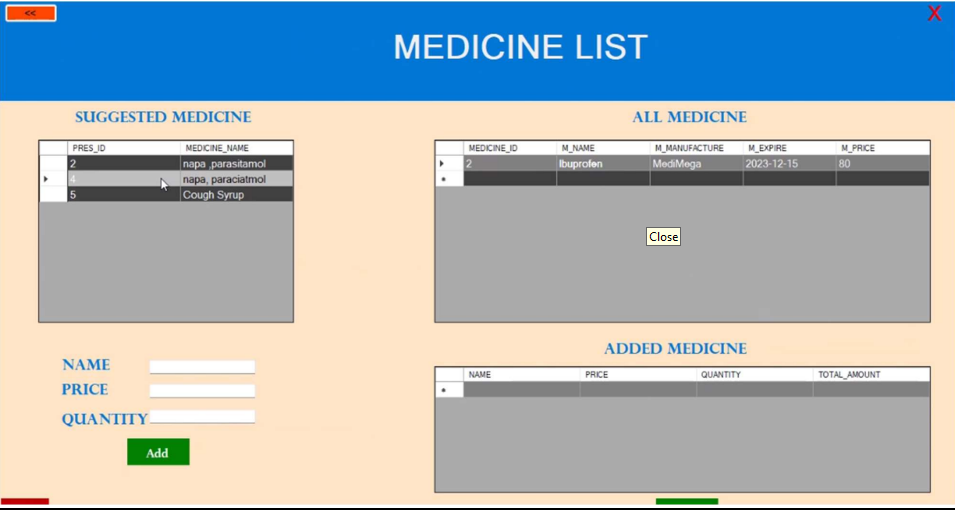 <<
X
MEDICINE LIST
SUGGESTED MEDICINE
PRES_ID MEDICINE_NAME
2 napa ,parasitamol
4 napa, paraciatmol
5 Cough Syrup
ALL MEDICINE
MEDICINE_ID M_NAME M_MANUFACTURE M_EXPIRE M_PRICE
2 Ibuprofen MediMega 2023-12-15 80
Close
NAME
PRICE
QUANTITY
Add
ADDED MEDICINE
NAME PRICE QUANTITY TOTAL_AMOUNT